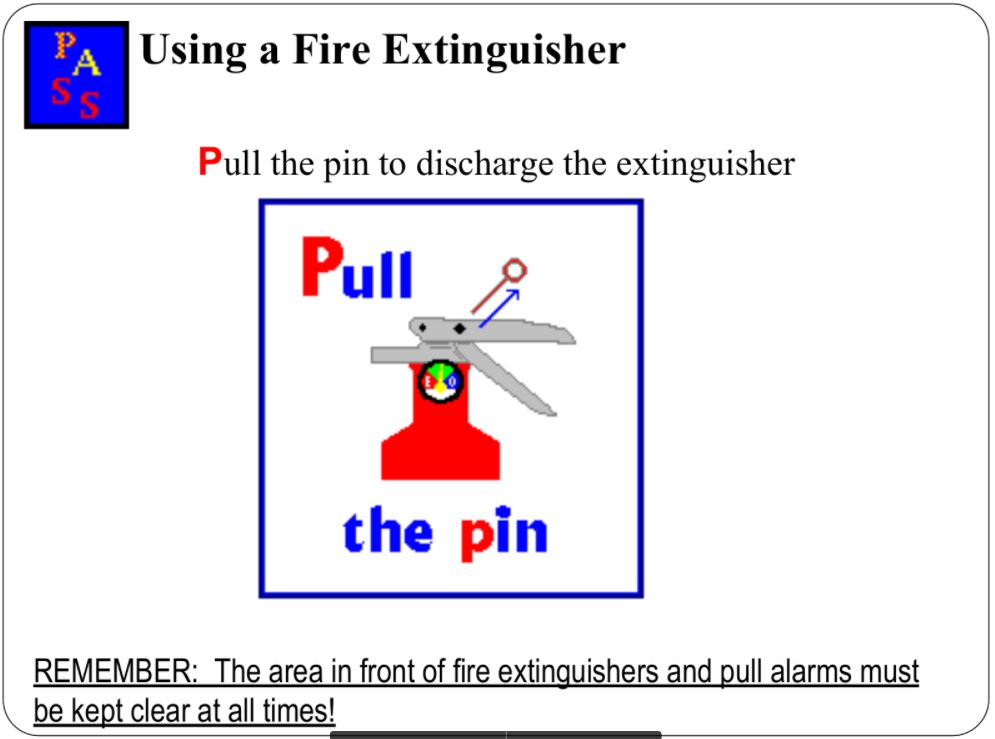 P
A
S
S
Using a Fire Extinguisher
Pull the pin to discharge the extinguisher
Pull
E O
the pin
REMEMBER:  The area in front of fire extinguishers and pull alarms must
be kept clear at all times!